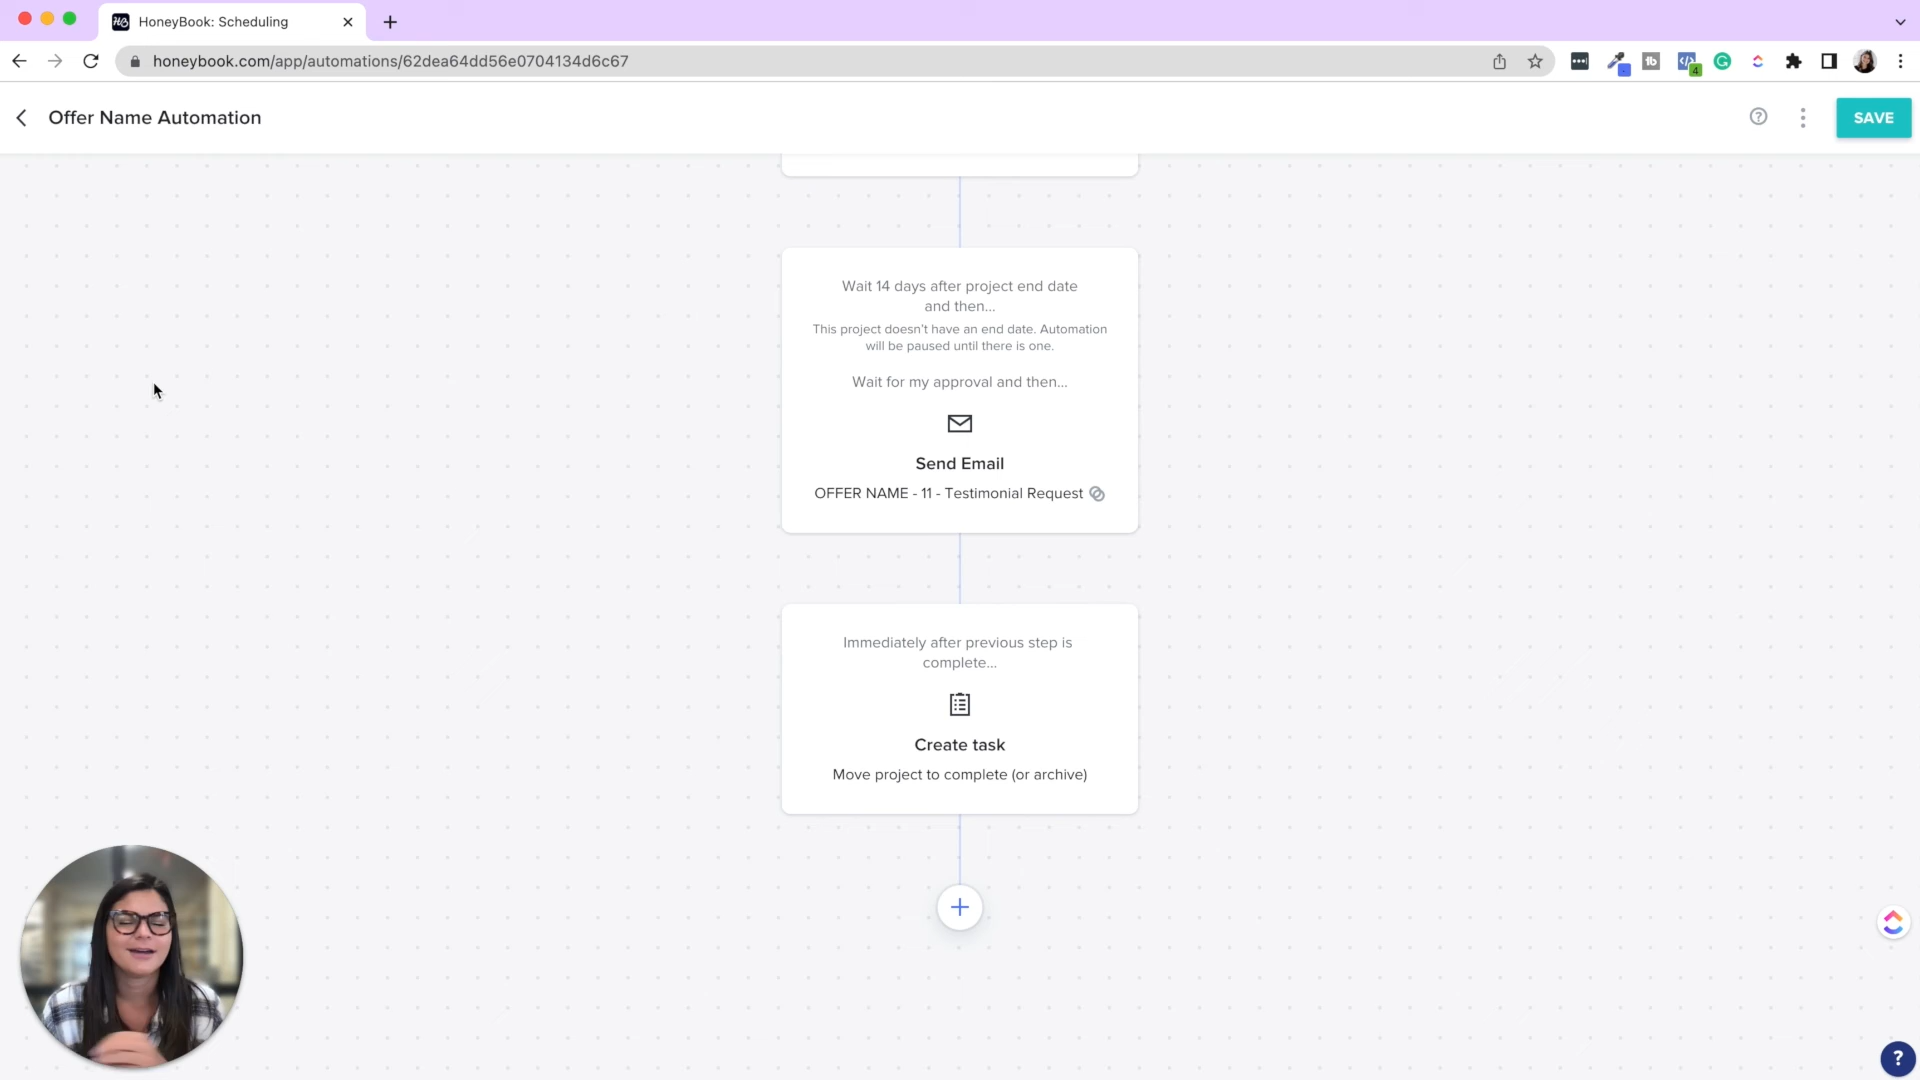 HoneyBook: Scheduling
honeybook.com/app/automations/62dea64dd56e0704134d6c67
4
Offer Name Automation
SAVE
Wait 14 days after project end date
and then...
This project doesn't have an end date. Automation
will be paused until there is one.
Wait for my approval and then...
Send Email
OFFER NAME - 11 - Testimonial Request
Immediately after previous step is
complete...
Create task
Move project to complete (or archive)
?